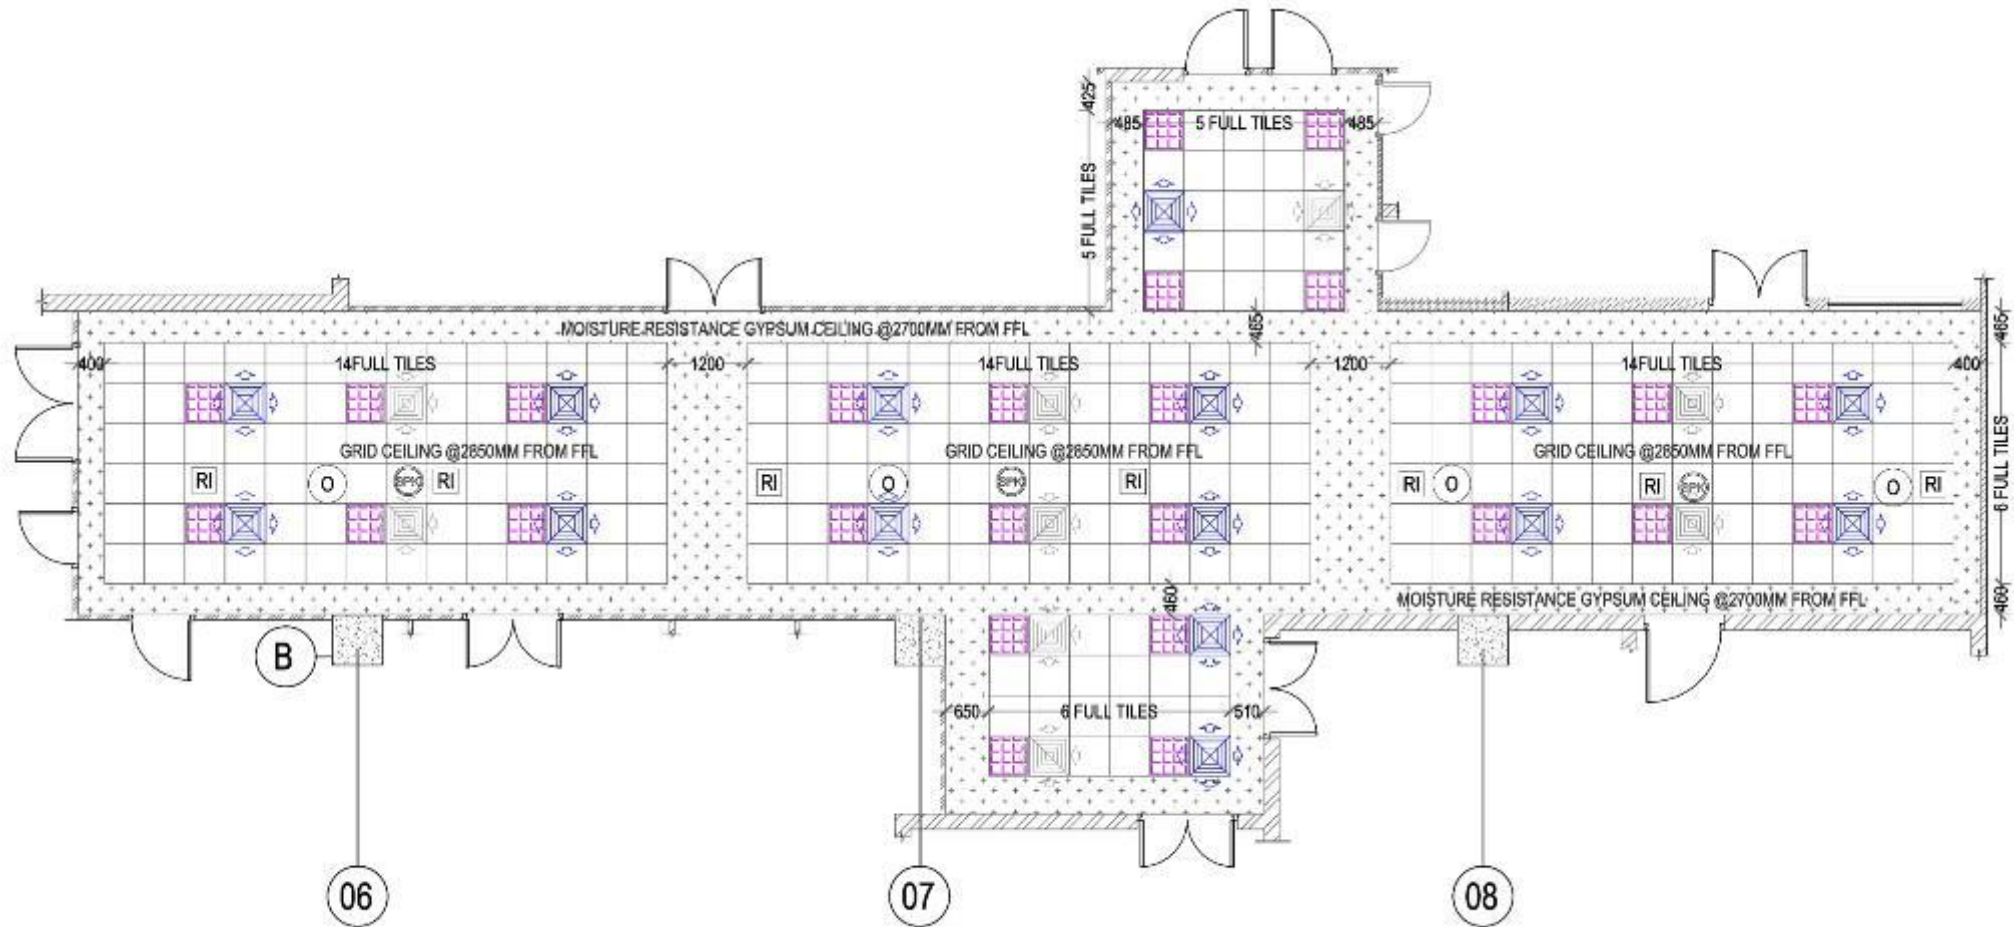 425
485 5 FULL TILES 485
5 FULL TILES
MOISTURE RESISTANCE GYPSUM CEILING @2700MM FROM FFL
465
465
400 14FULL TILES 1200 14FULL TILES 1200 14FULL TILES 400
GRID CEILING @2850MM FROM FFL
GRID CEILING @2850MM FROM FFL
GRID CEILING @2850MM FROM FFL
6 FULL TILES
RI O SPK RI RI O SPK RI RI O RI SPK O RI
460
MOISTURE RESISTANCE GYPSUM CEILING @2700MM FROM FFL
460
B
650 6 FULL TILES 510
06 07 08